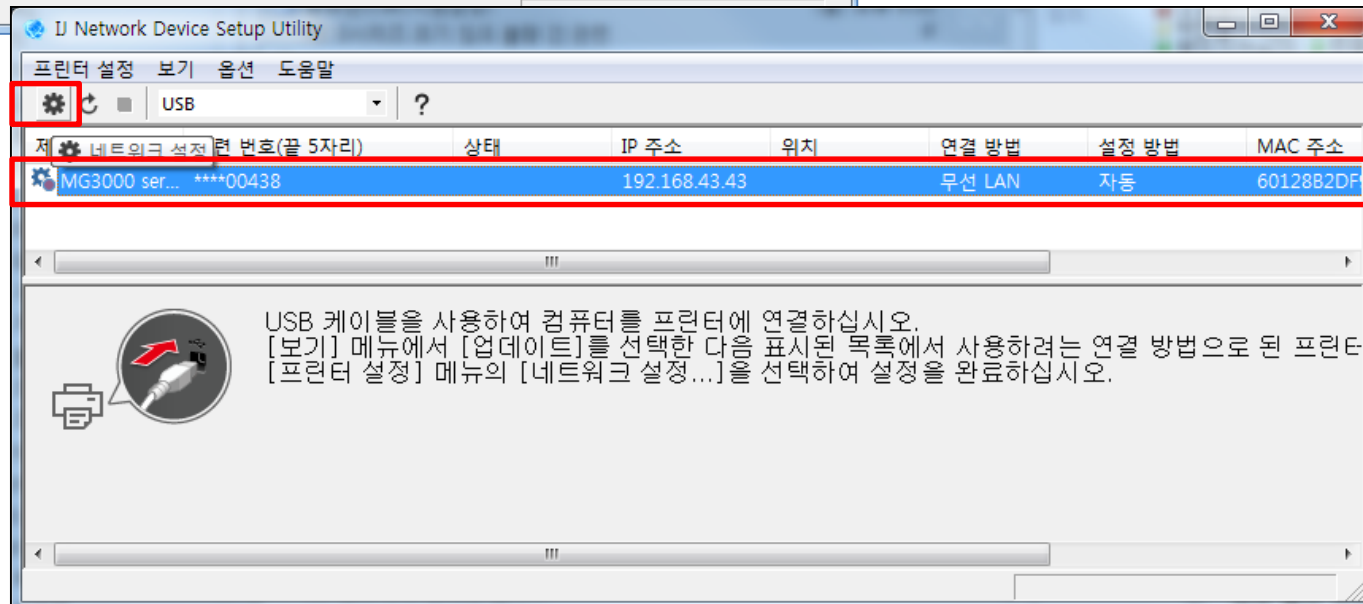 IJ Network Device Setup Utility
프린터 설정 보기 옵션 도움말
USB ?
제 련 번호(끝 5자리) 상태 IP 주소 위치 연결 방법 설정 방법 MAC 주소
네트워크 설정
MG3000 ser... ****00438 192.168.43.43 무선 LAN 자동 60128B2DF
USB 케이블을 사용하여 컴퓨터를 프린터에 연결하십시오.
[보기] 메뉴에서 [업데이트]를 선택한 다음 표시된 목록에서 사용하려는 연결 방법으로 된 프린터
[프린터 설정] 메뉴의 [네트워크 설정...]을 선택하여 설정을 완료하십시오.